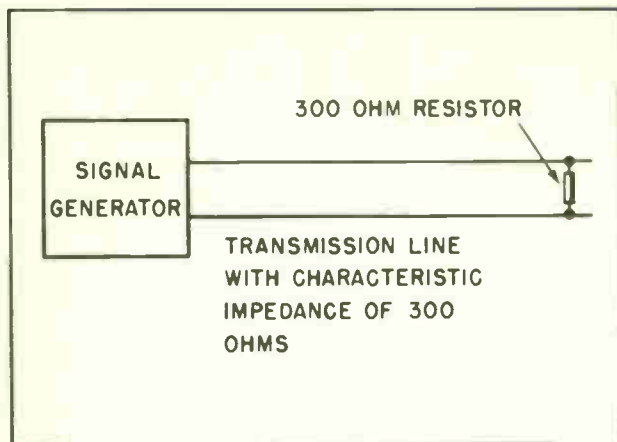 300 OHM RESISTOR
SIGNAL
GENERATOR
TRANSMISSION LINE
WITH CHARACTERISTIC
IMPEDANCE OF 300
OHMS